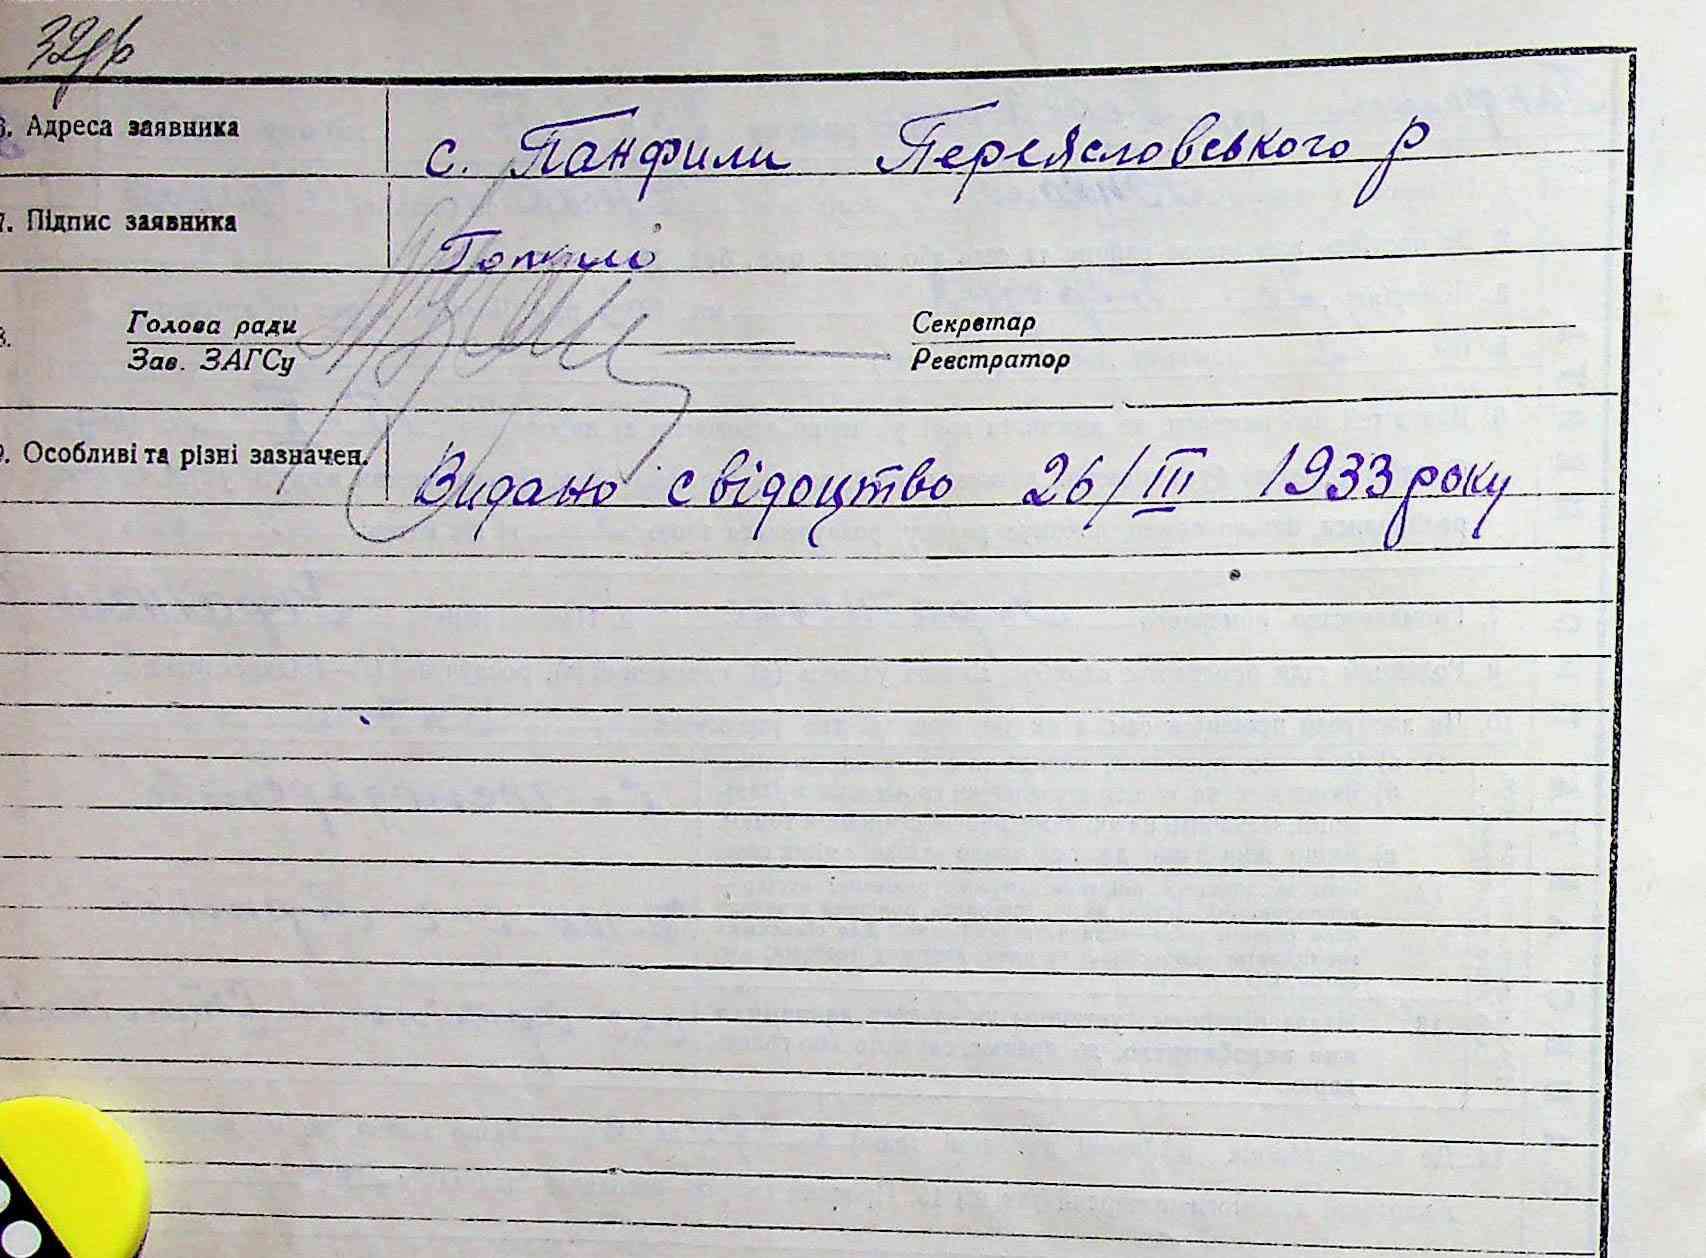 32
6. Адреса заявника с. Панфили Переяславського р
7. Підпис заявника
8. Голова ради Секретар
Зав. ЗАГСу Реєстратор
9. Особливі та різні зазначен. Видано свідоцтво 26/III 1933 року